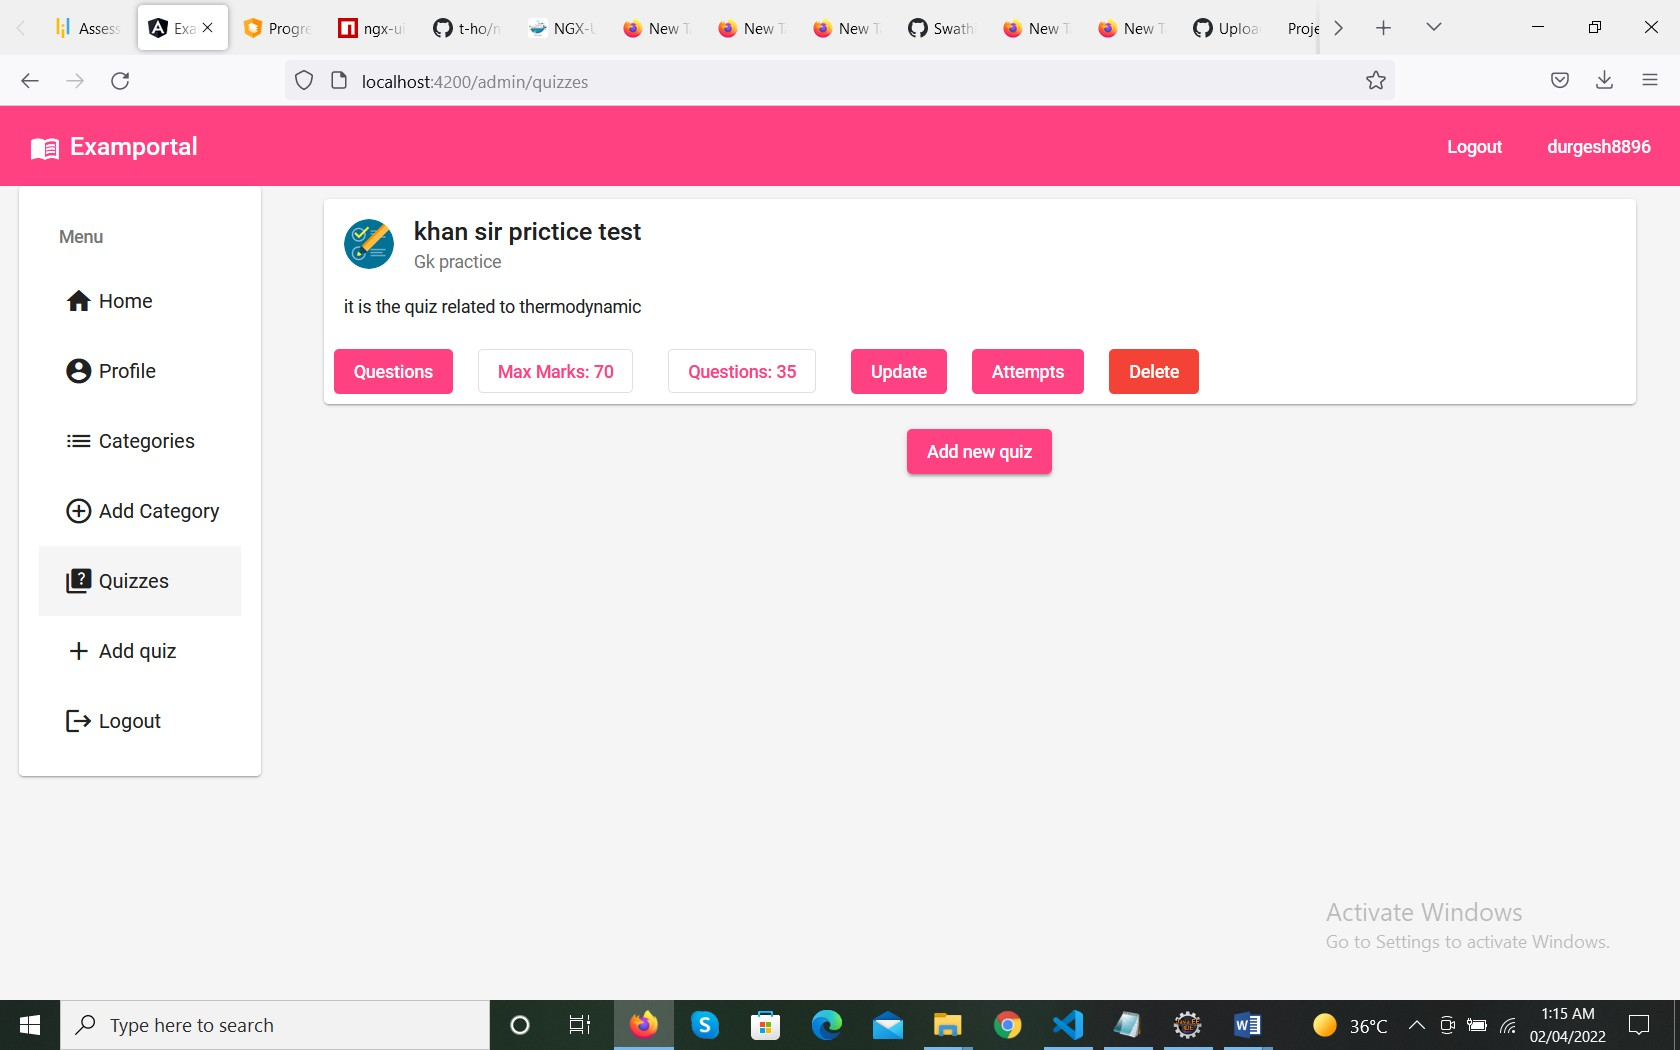 Assess
Exa
Progre
ngx-ui
t-ho/n
NGX-U
New T
New T
New T
Swath
New T
New T
Uploa
Proje
localhost:4200/admin/quizzes
Examportal
Logout
durgesh8896
Menu
Home
Profile
Categories
Add Category
Quizzes
Add quiz
Logout
khan sir prictice test
Gk practice
it is the quiz related to thermodynamic
Questions
Max Marks: 70
Questions: 35
Update
Attempts
Delete
Add new quiz
Activate Windows
Go to Settings to activate Windows.
Type here to search
36°C
1:15 AM
02/04/2022